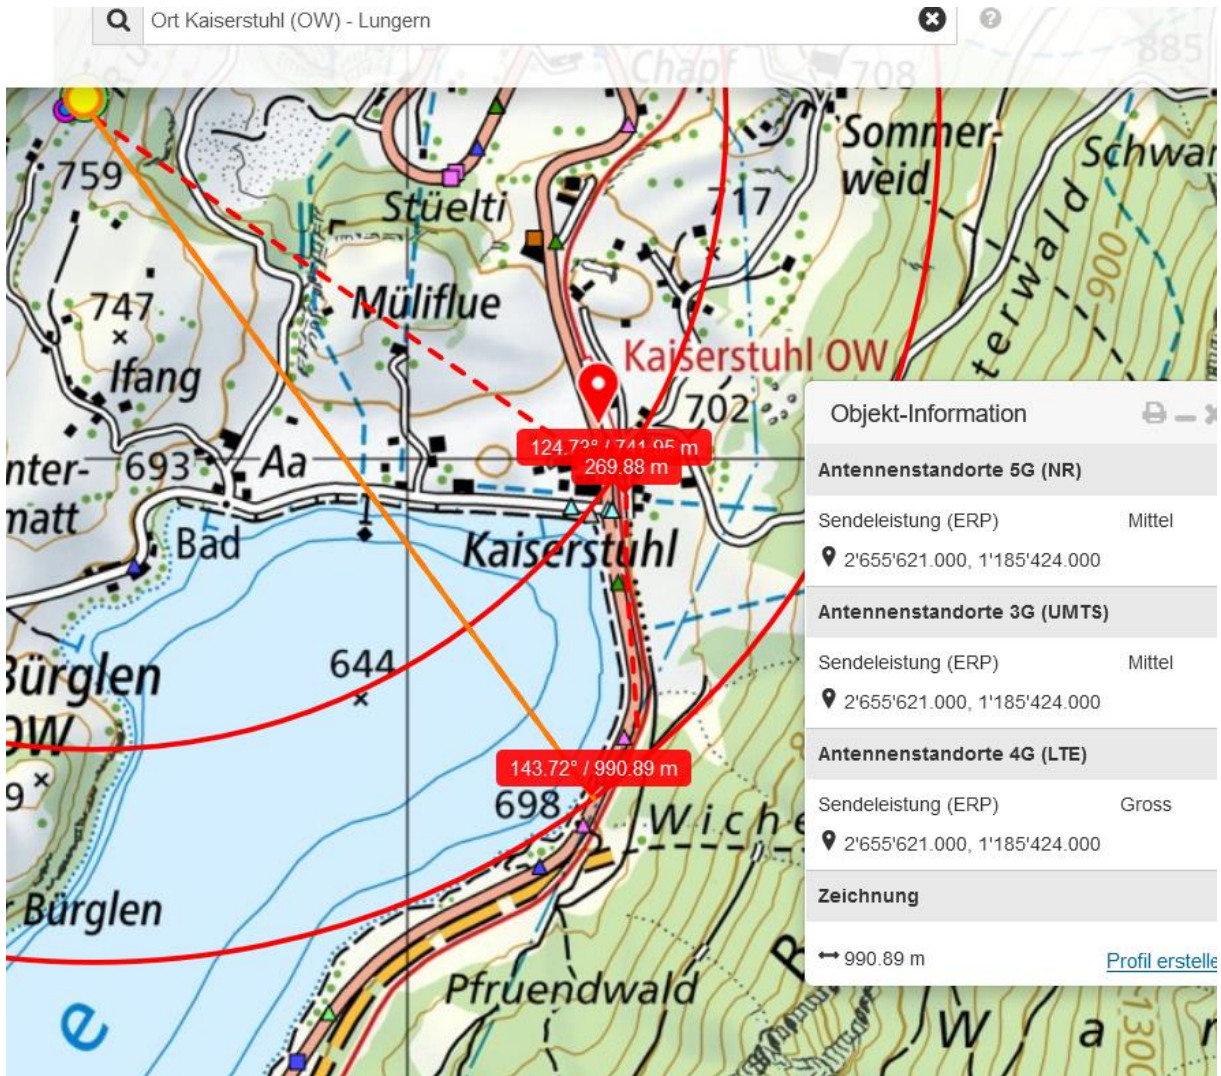 Ort Kaiserstuhl (OW) - Lungern
Chapf
708
885
Sommer-
weid
Schwar
759
Stüelti
717
900
Müliflue
terwald
747
Ifang
Kaiserstuhl OW
702
Objekt-Information
124.73° / 741.95 m
269.88 m
nter-
matt
693
Aa
Antennenstandorte 5G (NR)
Sendeleistung (ERP) Mittel
2'655'621.000, 1'185'424.000
Bad
Kaiserstuhl
Antennenstandorte 3G (UMTS)
Sendeleistung (ERP) Mittel
2'655'621.000, 1'185'424.000
Bürglen
OW
644
Antennenstandorte 4G (LTE)
143.72° / 990.89 m
9
698
Wiche
Sendeleistung (ERP) Gross
2'655'621.000, 1'185'424.000
Zeichnung
Bürglen
990.89 m
Profil erstelle
Pfruendwald
e
W a
1300